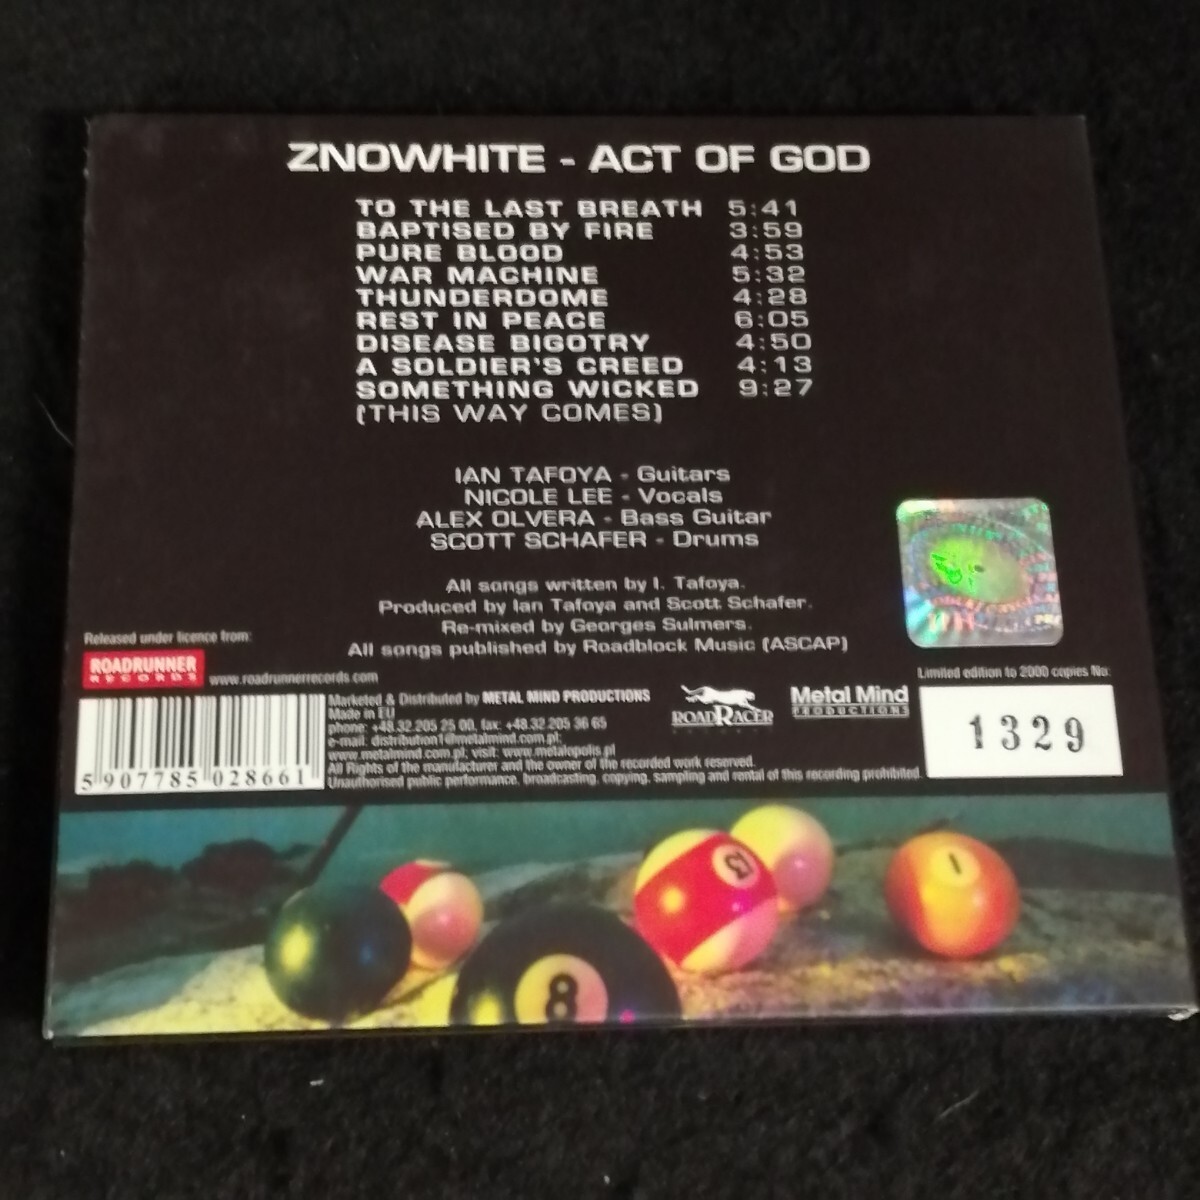 ZNOWHITE - ACT OF GOD
TO THE LAST BREATH 5:41
BAPTISED BY FIRE 3:59
PURE BLOOD 4:53
WAR MACHINE 5:32
THUNDERDOME 4:28
REST IN PEACE 6:05
DISEASE BIGOTRY 4:50
A SOLDIER'S CREED 4:13
SOMETHING WICKED 9:27
(THIS WAY COMES)
IAN TAFOYA - Guitars
NICOLE LEE - Vocals
ALEX OLVERA - Bass Guitar
SCOTT SCHAFER - Drums
All songs written by I. Tafoya.
Produced by Ian Tafoya and Scott Schafer.
Re-mixed by Georges Sulmers.
All songs published by Roadblock Music (ASCAP)
Released under licence from:
ROADRUNNER
RECORDS
www.roadrunnerrecords.com
5 907785 028661
Marketed & Distributed by METAL MIND PRODUCTIONS
Made in EU
phone: +48.32.205 25 00, fax: +48.32.205 36 65
e-mail: distribution1@metalmind.com.pl;
www.metalmind.com.pl; visit: www.metalopolis.pl
All Rights of the manufacturer and the owner of the recorded work reserved.
Unauthorised public performance, broadcasting, copying, sampling and rental of this recording prohibited.
ROADRACER
Metal Mind
PRODUCTIONS
Limited edition to 2000 copies No:
1329
13
1
8